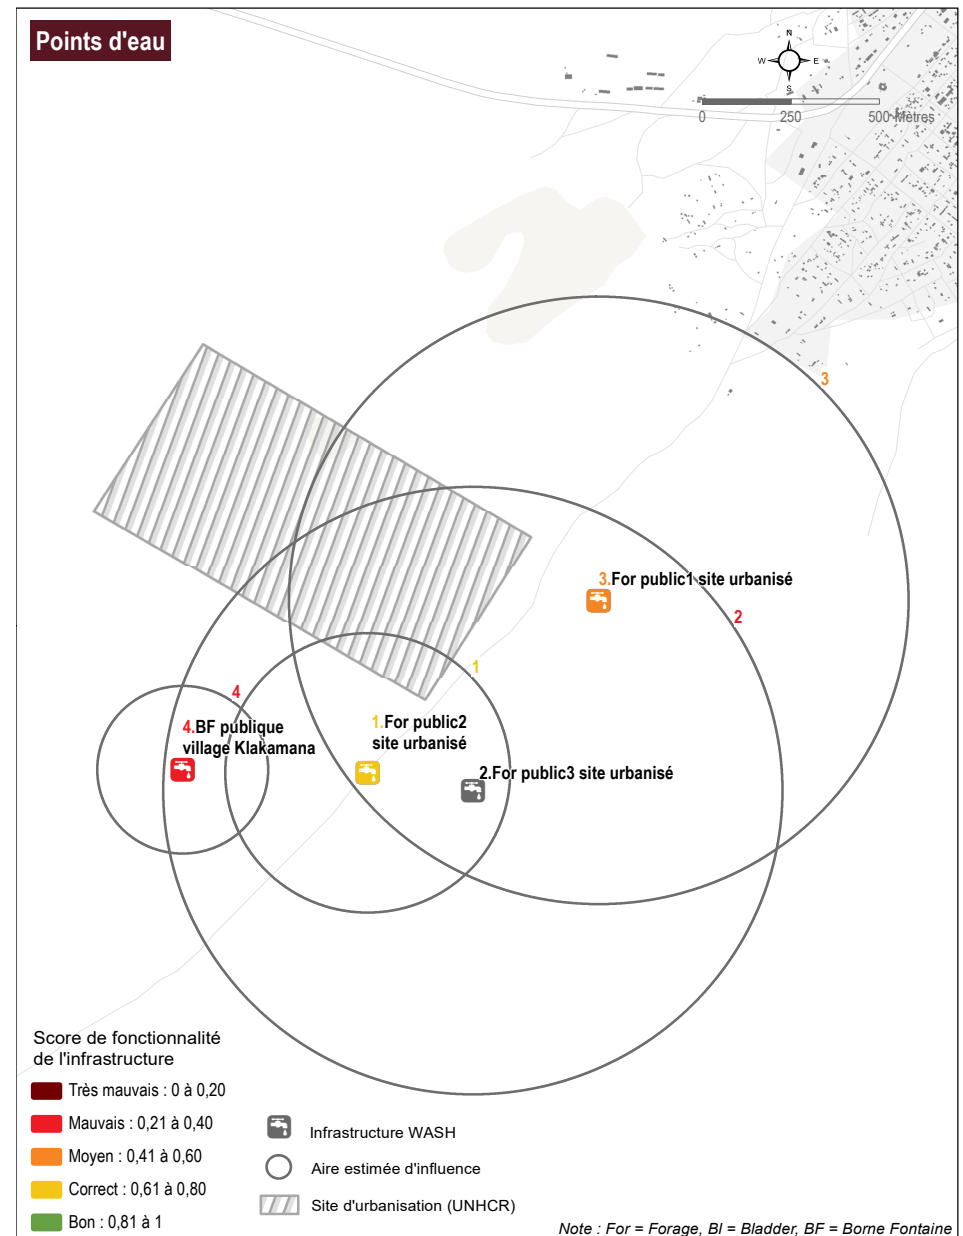 Points d'eau
N
W
E
S
0
250
500 Mètres
3
3.For public1 site urbanisé
2
1
4
4.BF publique
village Klakamana
1.For public2
site urbanisé
2.For public3 site urbanisé
Score de fonctionnalité
de l'infrastructure
Très mauvais : 0 à 0,20
Mauvais : 0,21 à 0,40
Moyen : 0,41 à 0,60
Correct : 0,61 à 0,80
Bon : 0,81 à 1
Infrastructure WASH
Aire estimée d'influence
Site d'urbanisation (UNHCR)
Note : For = Forage, Bl = Bladder, BF = Borne Fontaine